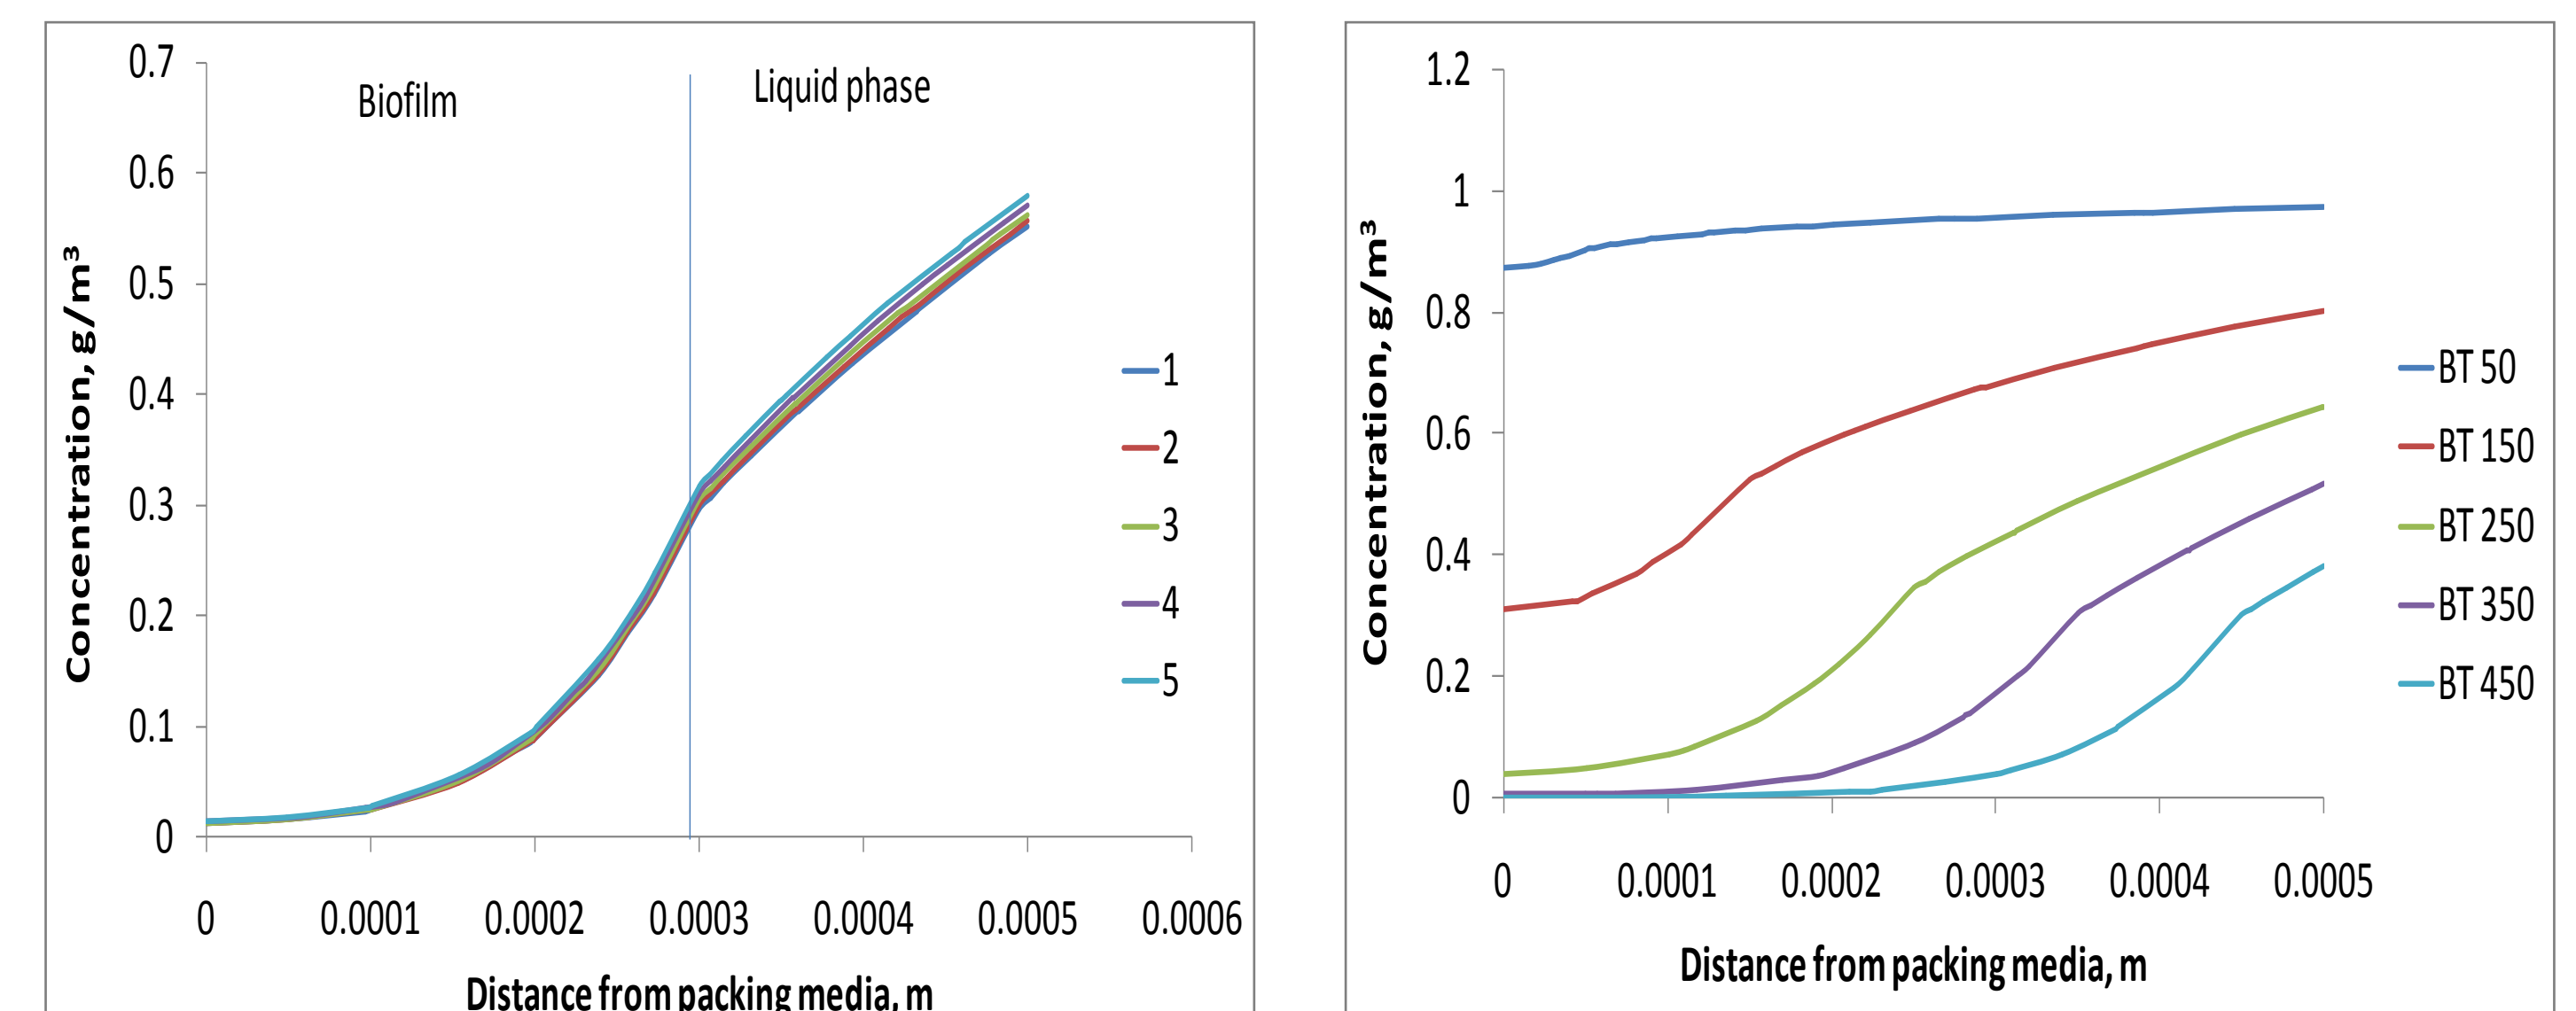 0.7
0.6
0.5
0.4
0.3
0.2
0.1
0
Concentration, g/m³
Biofilm
Liquid phase
1
2
3
4
5
0 0.0001 0.0002 0.0003 0.0004 0.0005 0.0006
Distance from packing media, m
1.2
1
0.8
0.6
0.4
0.2
0
Concentration, g/m³
BT 50
BT 150
BT 250
BT 350
BT 450
0 0.0001 0.0002 0.0003 0.0004 0.0005
Distance from packing media, m